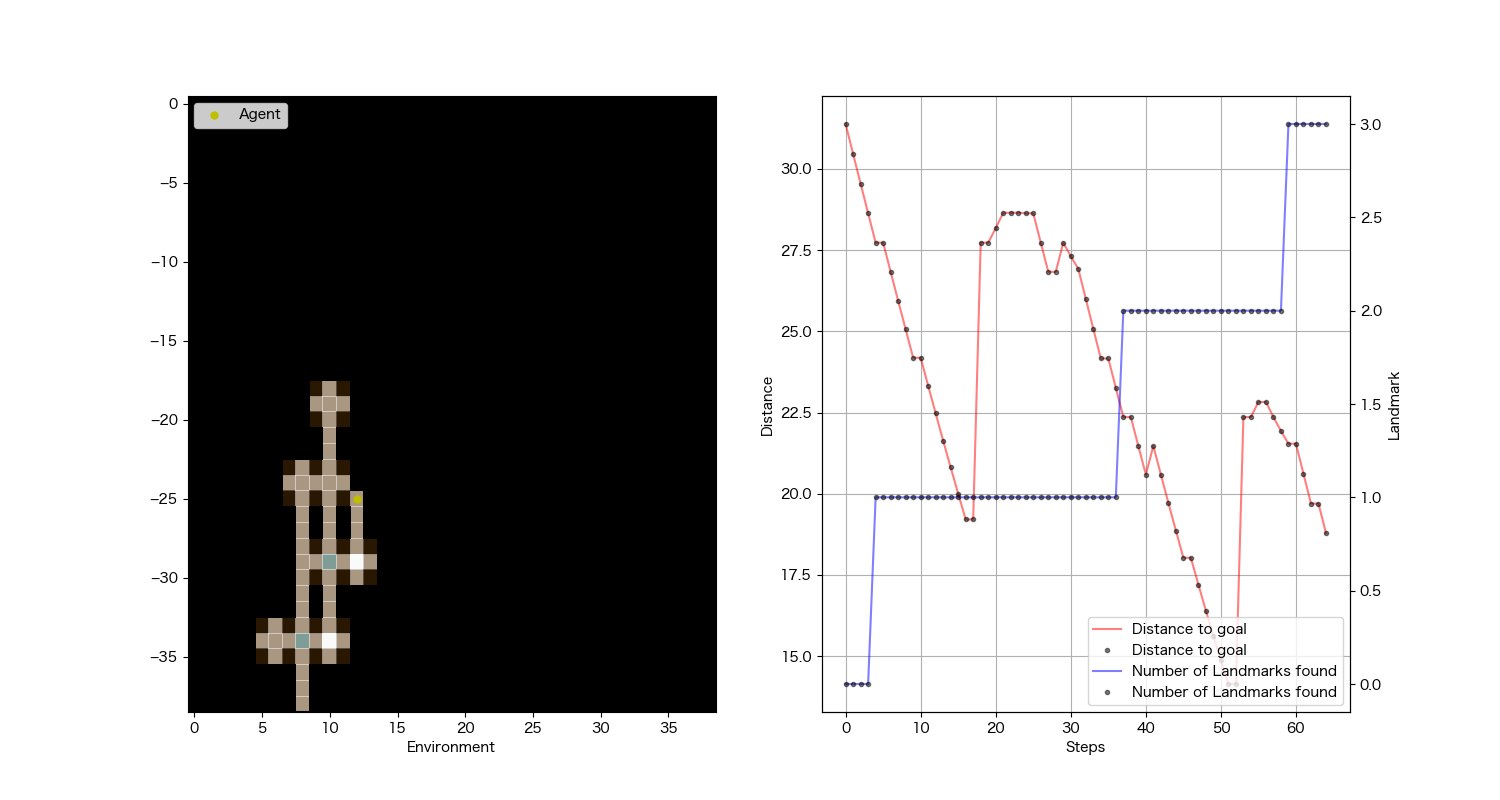 0
−5
−10
−15
−20
−25
−30
−35
Agent
0 5 10 15 20 25 30 35
Environment
30.0
27.5
25.0
22.5
20.0
17.5
15.0
Distance
3.0
2.5
2.0
1.5
1.0
0.5
0.0
Landmark
Distance to goal
Distance to goal
Number of Landmarks found
Number of Landmarks found
0 10 20 30 40 50 60
Steps